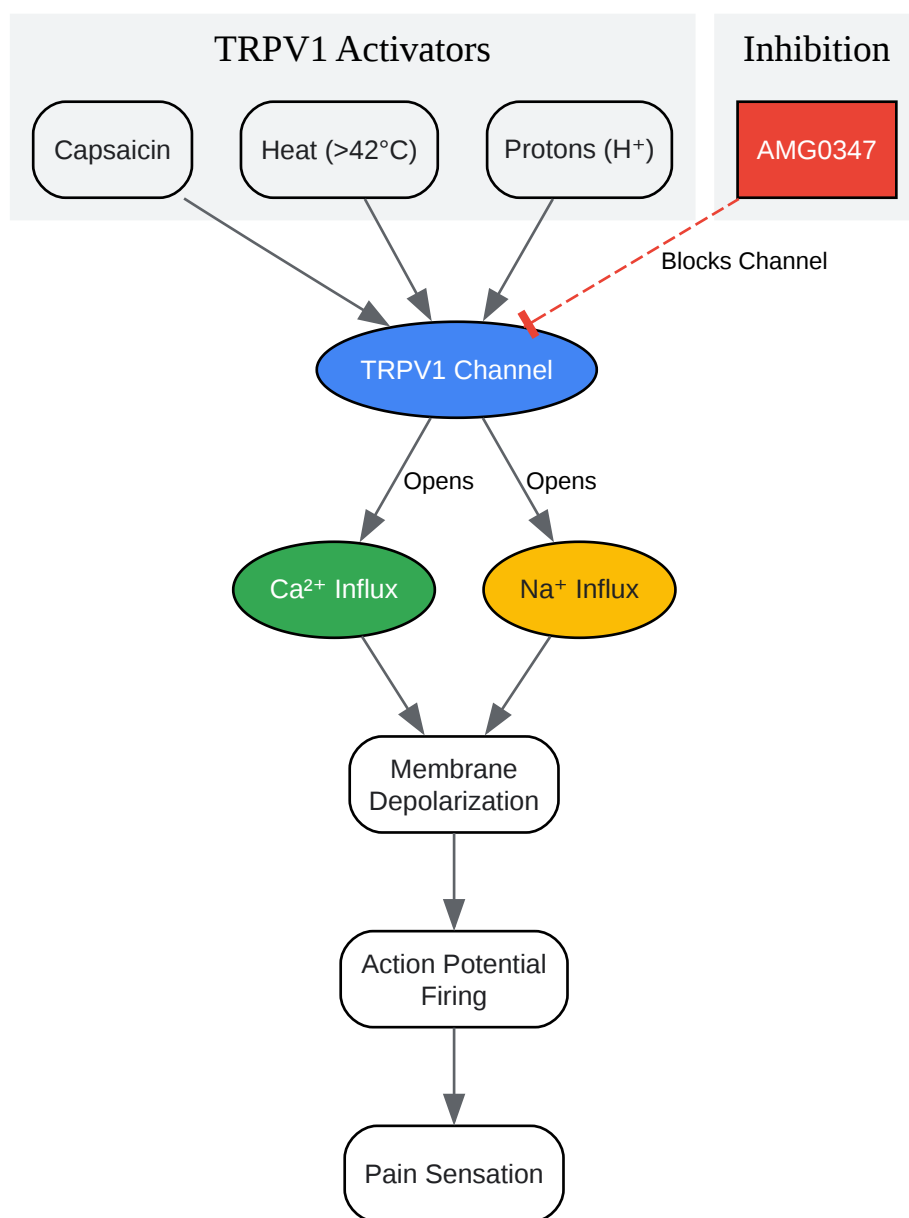 TRPV1 Activators
Inhibition
Capsaicin
Heat (>42°C)
Protons (H⁺)
AMG0347
Blocks Channel
TRPV1 Channel
Opens
Opens
Ca²⁺ Influx
Na⁺ Influx
Membrane
Depolarization
Action Potential
Firing
Pain Sensation